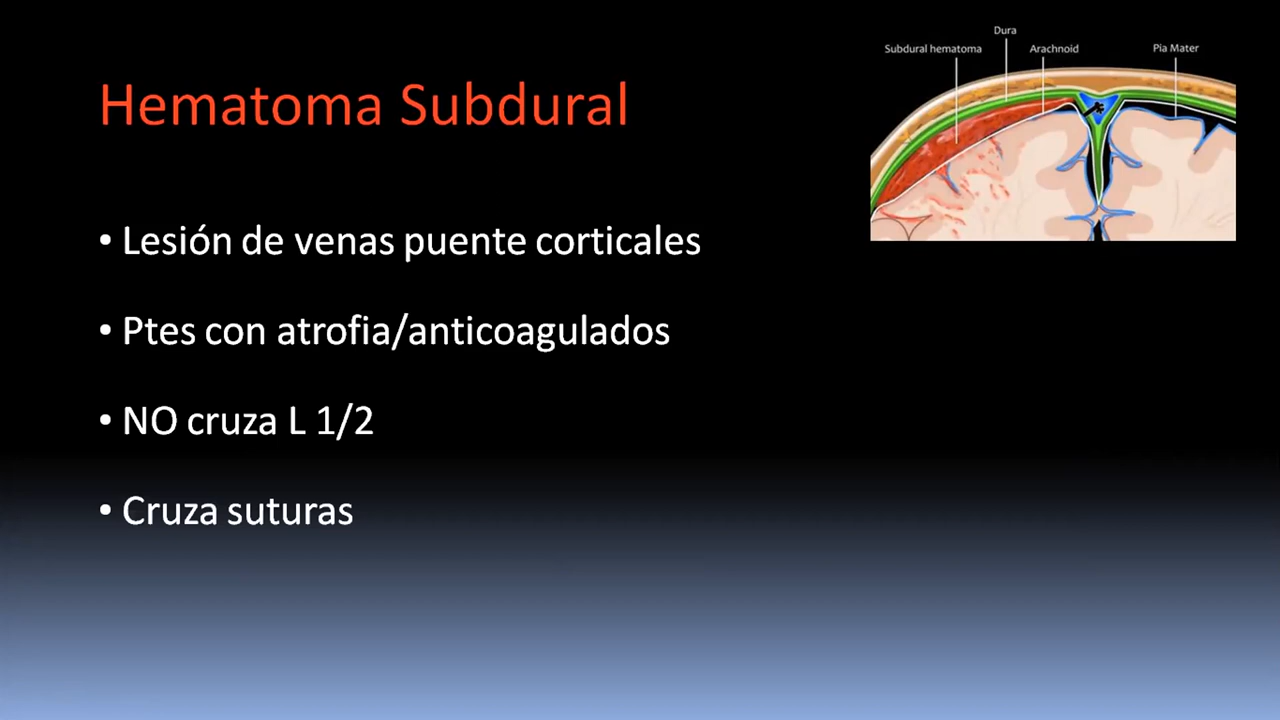 Hematoma Subdural
• Lesión de venas puente corticales
• Ptes con atrofia/anticoagulados
• NO cruza L 1/2
• Cruza suturas
Dura
Subdural hematoma
Arachnoid
Pia Mater